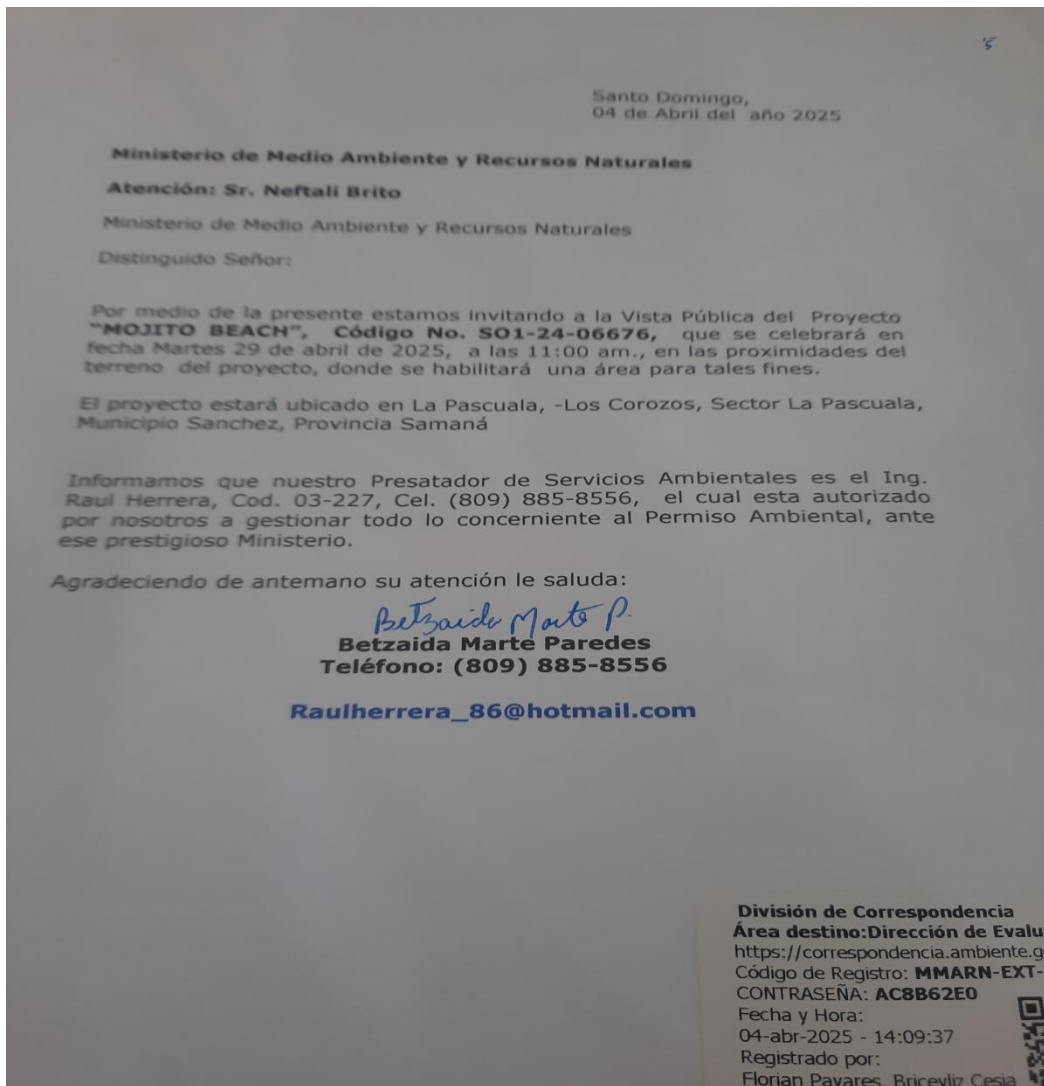 Santo Domingo,
04 de Abril del año 2025
Ministerio de Medio Ambiente y Recursos Naturales
Atención: Sr. Neftali Brito
Ministerio de Medio Ambiente y Recursos Naturales
Distinguido Señor:
Por medio de la presente estamos invitando a la Vista Pública del Proyecto
“MOJITO BEACH”, Código No. SO1-24-06676, que se celebrará en
fecha Martes 29 de abril de 2025, a las 11:00 am., en las proximidades del
terreno del proyecto, donde se habilitará una área para tales fines.
El proyecto estará ubicado en La Pascuala, -Los Corozos, Sector La Pascuala,
Municipio Sanchez, Provincia Samaná
Informamos que nuestro Presatador de Servicios Ambientales es el Ing.
Raul Herrera, Cod. 03-227, Cel. (809) 885-8556, el cual esta autorizado
por nosotros a gestionar todo lo concerniente al Permiso Ambiental, ante
ese prestigioso Ministerio.
Agradeciendo de antemano su atención le saluda:
Betzaida Marte P.
Betzaida Marte Paredes
Teléfono: (809) 885-8556
Raulherrera_86@hotmail.com
División de Correspondencia
Área destino:Dirección de Evalu
https://correspondencia.ambiente.g
Código de Registro: MMARN-EXT-
CONTRASEÑA: AC8B62E0
Fecha y Hora:
04-abr-2025 - 14:09:37
Registrado por:
Florian Payares, Briceyliz Cesia